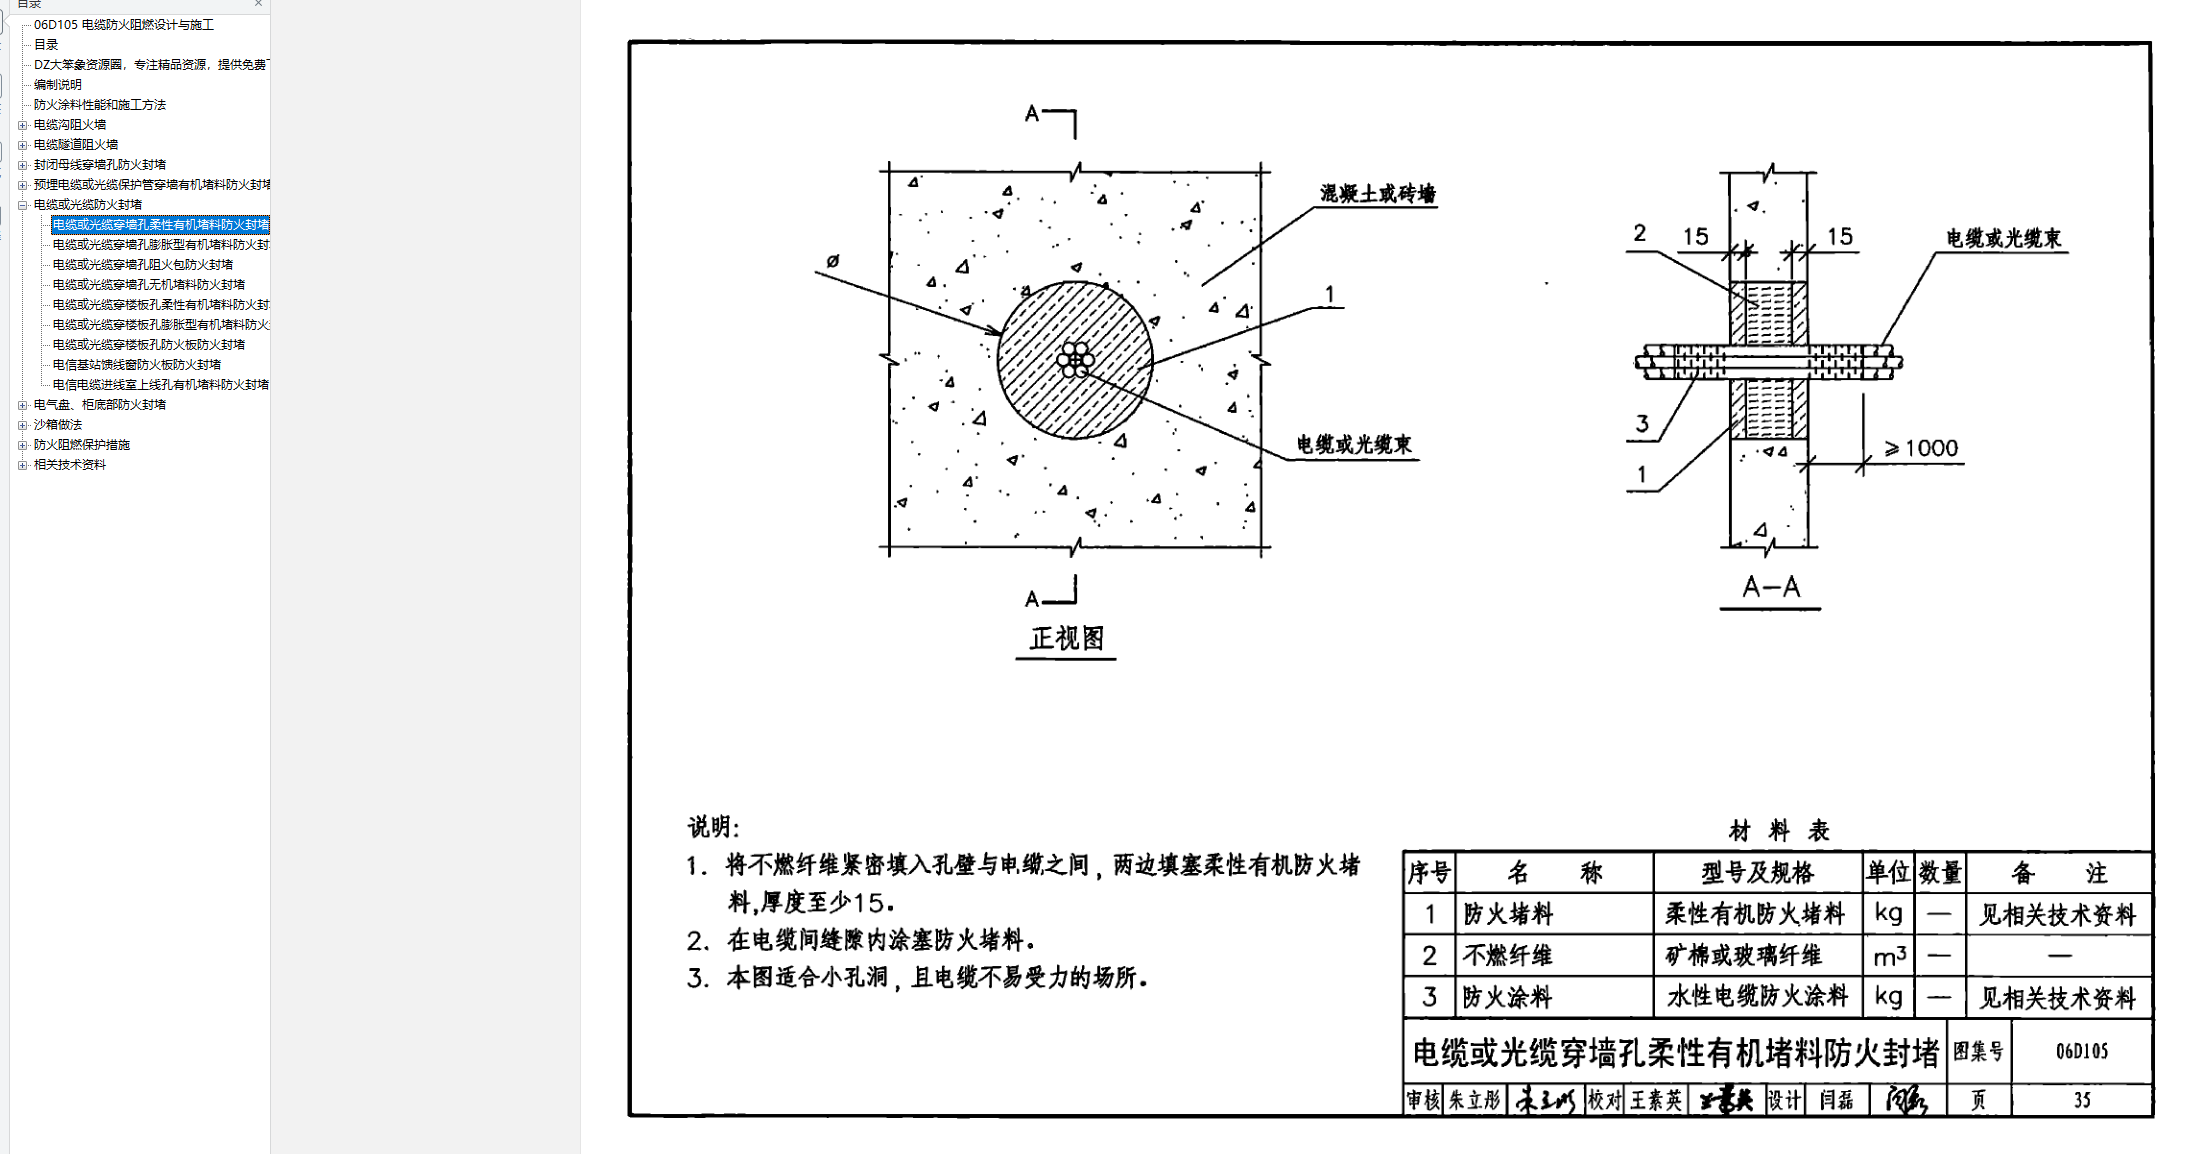 目录
06D105 电缆防火阻燃设计与施工
目录
DZ大笨象资源圈，专注精品资源，提供免费
编制说明
防火涂料性能和施工方法
电缆沟阻火墙
电缆隧道阻火墙
封闭母线穿墙孔防火封堵
预埋电缆或光缆保护管穿墙有机堵料防火封堵
电缆或光缆防火封堵
电缆或光缆穿墙孔柔性有机堵料防火封堵
电缆或光缆穿墙孔膨胀型有机堵料防火封
电缆或光缆穿墙孔阻火包防火封堵
电缆或光缆穿墙孔无机堵料防火封堵
电缆或光缆穿楼板孔柔性有机堵料防火封
电缆或光缆穿楼板孔膨胀型有机堵料防火
电缆或光缆穿楼板孔防火板防火封堵
电信基站馈线窗防火板防火封堵
电信电缆进线室上线孔有机堵料防火封堵
电气盘、柜底部防火封堵
沙箱做法
防火阻燃保护措施
相关技术资料
A
混凝土或砖墙
ø
1
电缆或光缆束
A
正视图
2
15
15
电缆或光缆束
3
1
≥1000
A-A
说明:
1. 将不燃纤维紧密填入孔壁与电缆之间，两边填塞柔性有机防火堵
料,厚度至少15。
2. 在电缆间缝隙内涂塞防火堵料。
3. 本图适合小孔洞，且电缆不易受力的场所。
材 料 表
序号 名 称 型号及规格 单位 数量 备 注
1 防火堵料 柔性有机防火堵料 kg — 见相关技术资料
2 不燃纤维 矿棉或玻璃纤维 m³ — —
3 防火涂料 水性电缆防火涂料 kg — 见相关技术资料
电缆或光缆穿墙孔柔性有机堵料防火封堵 图集号 06D105
审核 朱立彤 校对 王素英 设计 闫磊 页 35